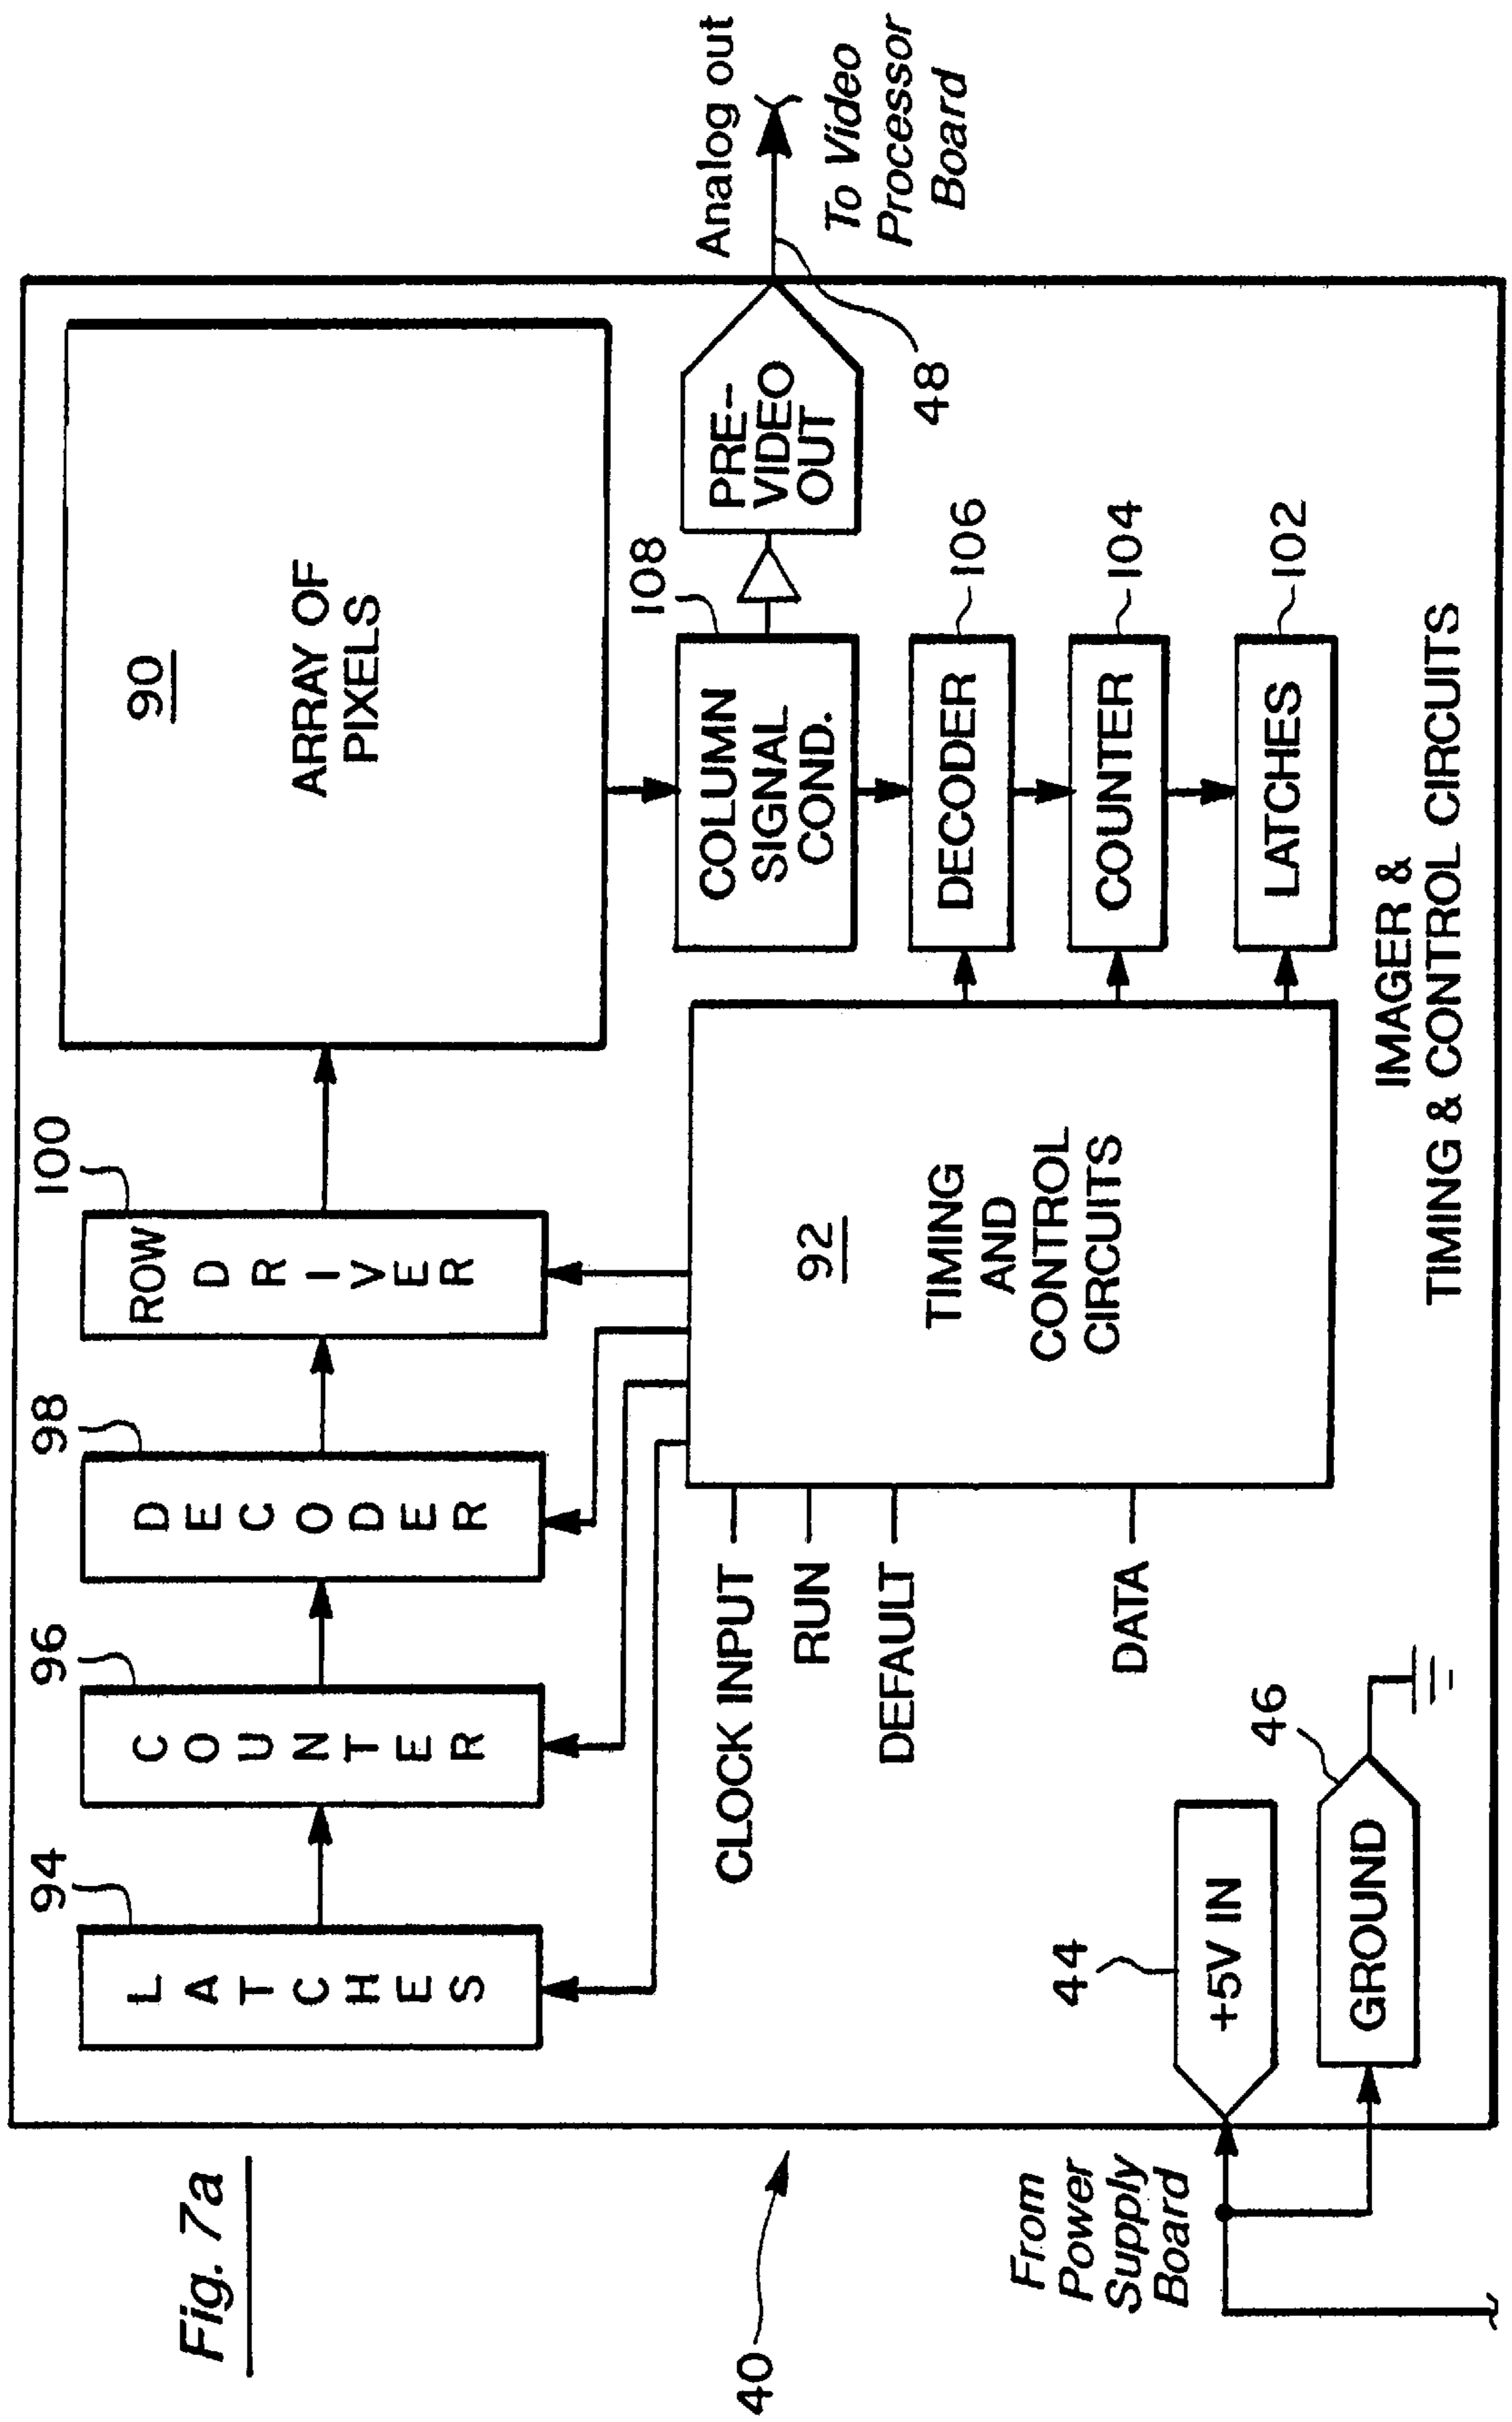 Fig. 7a
40
94
96
98
100
LATCHES
COUNTER
DECODER
ROW
DRIVER
90
ARRAY OF
PIXELS
CLOCK INPUT
RUN
DEFAULT
DATA
92
TIMING
AND
CONTROL
CIRCUITS
108
COLUMN
SIGNAL
COND.
PRE-
VIDEO
OUT
48
Analog out
To Video
Processor
Board
DECODER
106
COUNTER
104
LATCHES
102
From
Power
Supply
Board
44
+5V IN
46
GROUND
IMAGER &
TIMING & CONTROL CIRCUITS